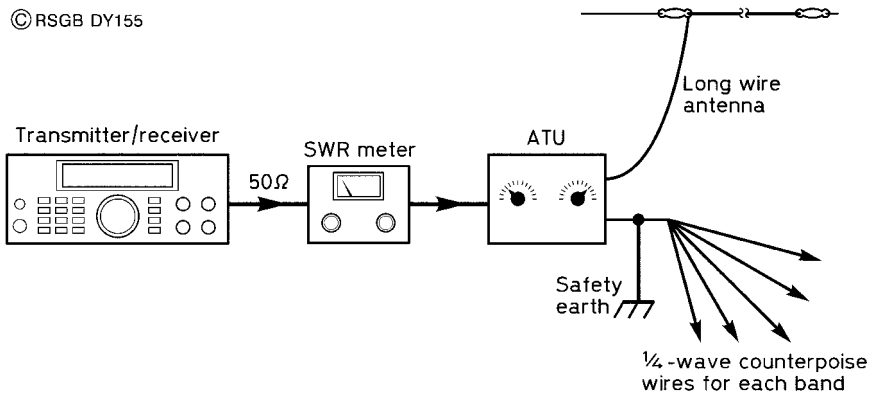 © RSGB DY155
Long wire
antenna
Transmitter/receiver
SWR meter
ATU
50Ω
Safety
earth
¼-wave counterpoise
wires for each band